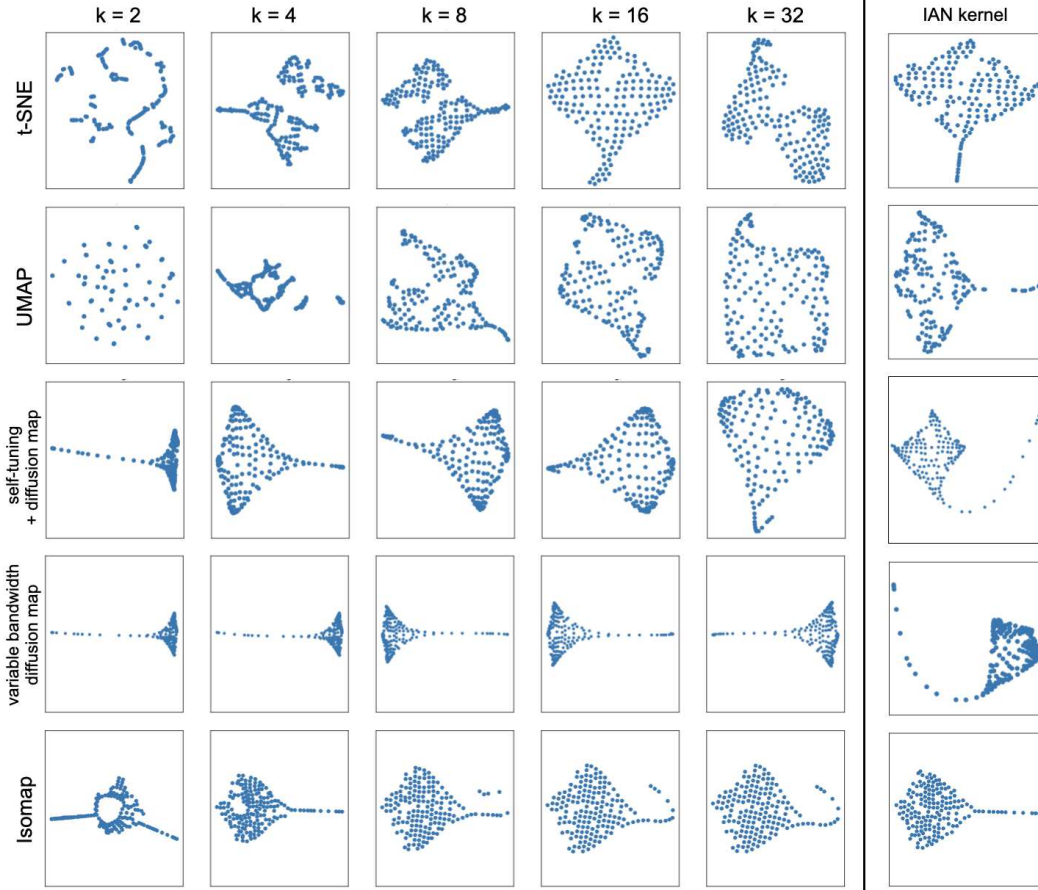 k = 2
k = 4
k = 8
k = 16
k = 32
IAN kernel
t-SNE
UMAP
self-tuning
+ diffusion map
variable bandwidth
diffusion map
Isomap